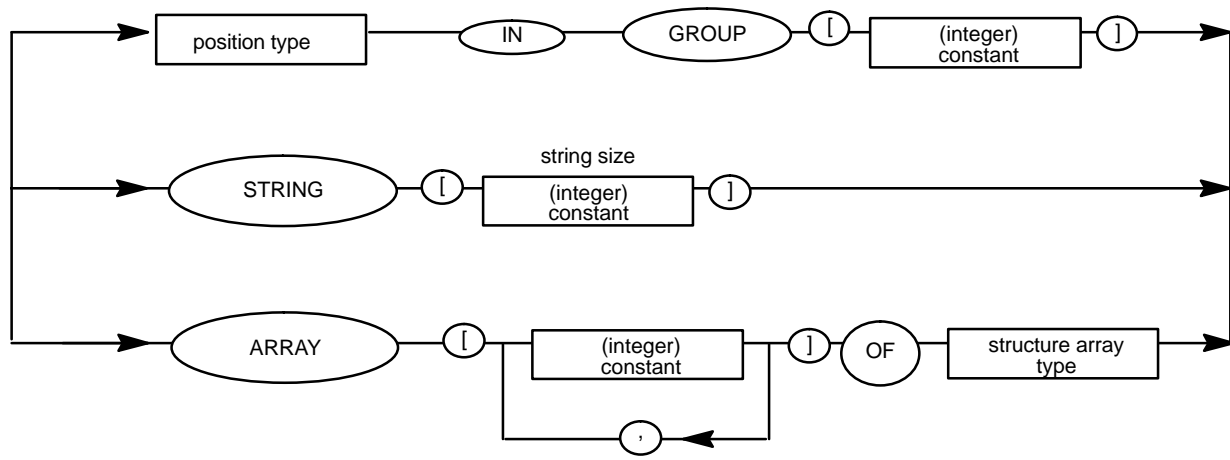 position type IN GROUP [ (integer) constant ]
string size
STRING [ (integer) constant ]
ARRAY [ (integer) constant ] OF structure array type
,